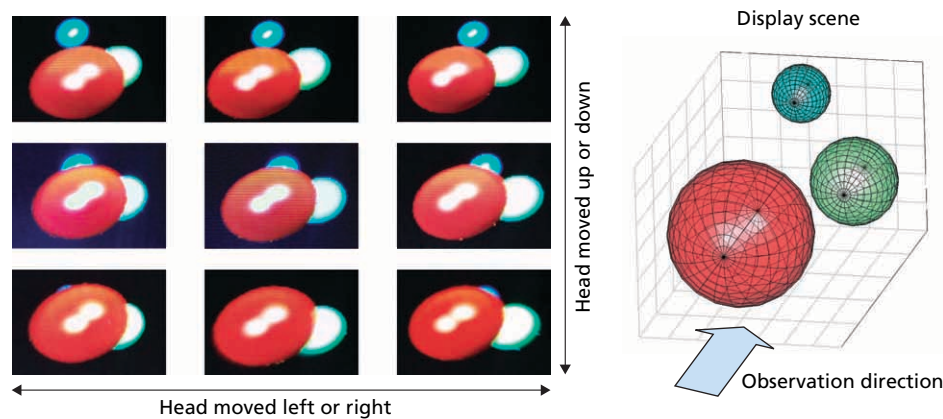 Display scene
Head moved up or down
Observation direction
Head moved left or right